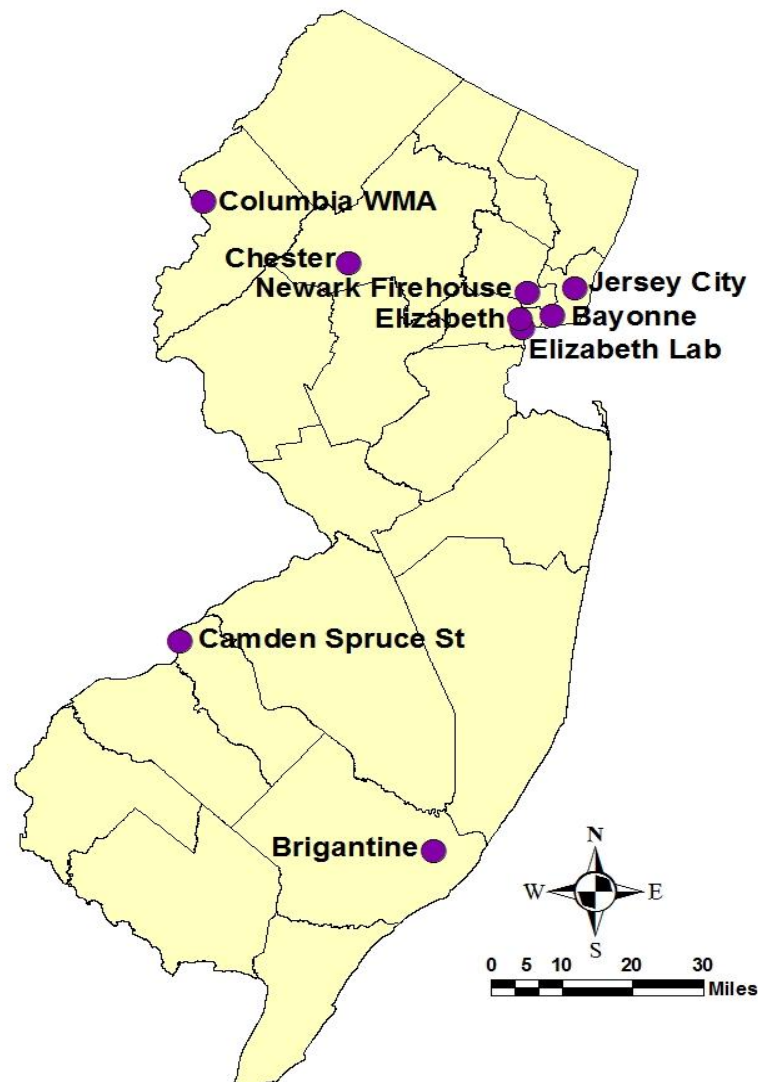 Columbia WMA
Chester
Newark Firehouse
Jersey City
Elizabeth
Bayonne
Elizabeth Lab
Camden Spruce St
Brigantine
N
W
E
S
0 5 10 20 30
Miles